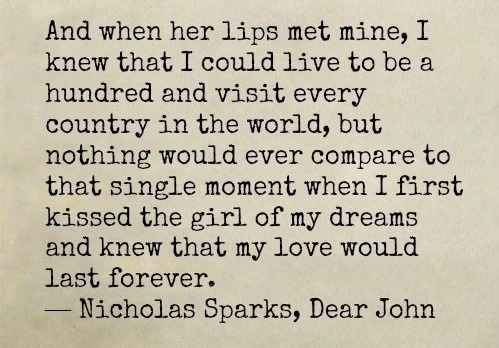 And when her lips met mine, I
knew that I could live to be a
hundred and visit every
country in the world, but
nothing would ever compare to
that single moment when I first
kissed the girl of my dreams
and knew that my love would
last forever.
— Nicholas Sparks, Dear John